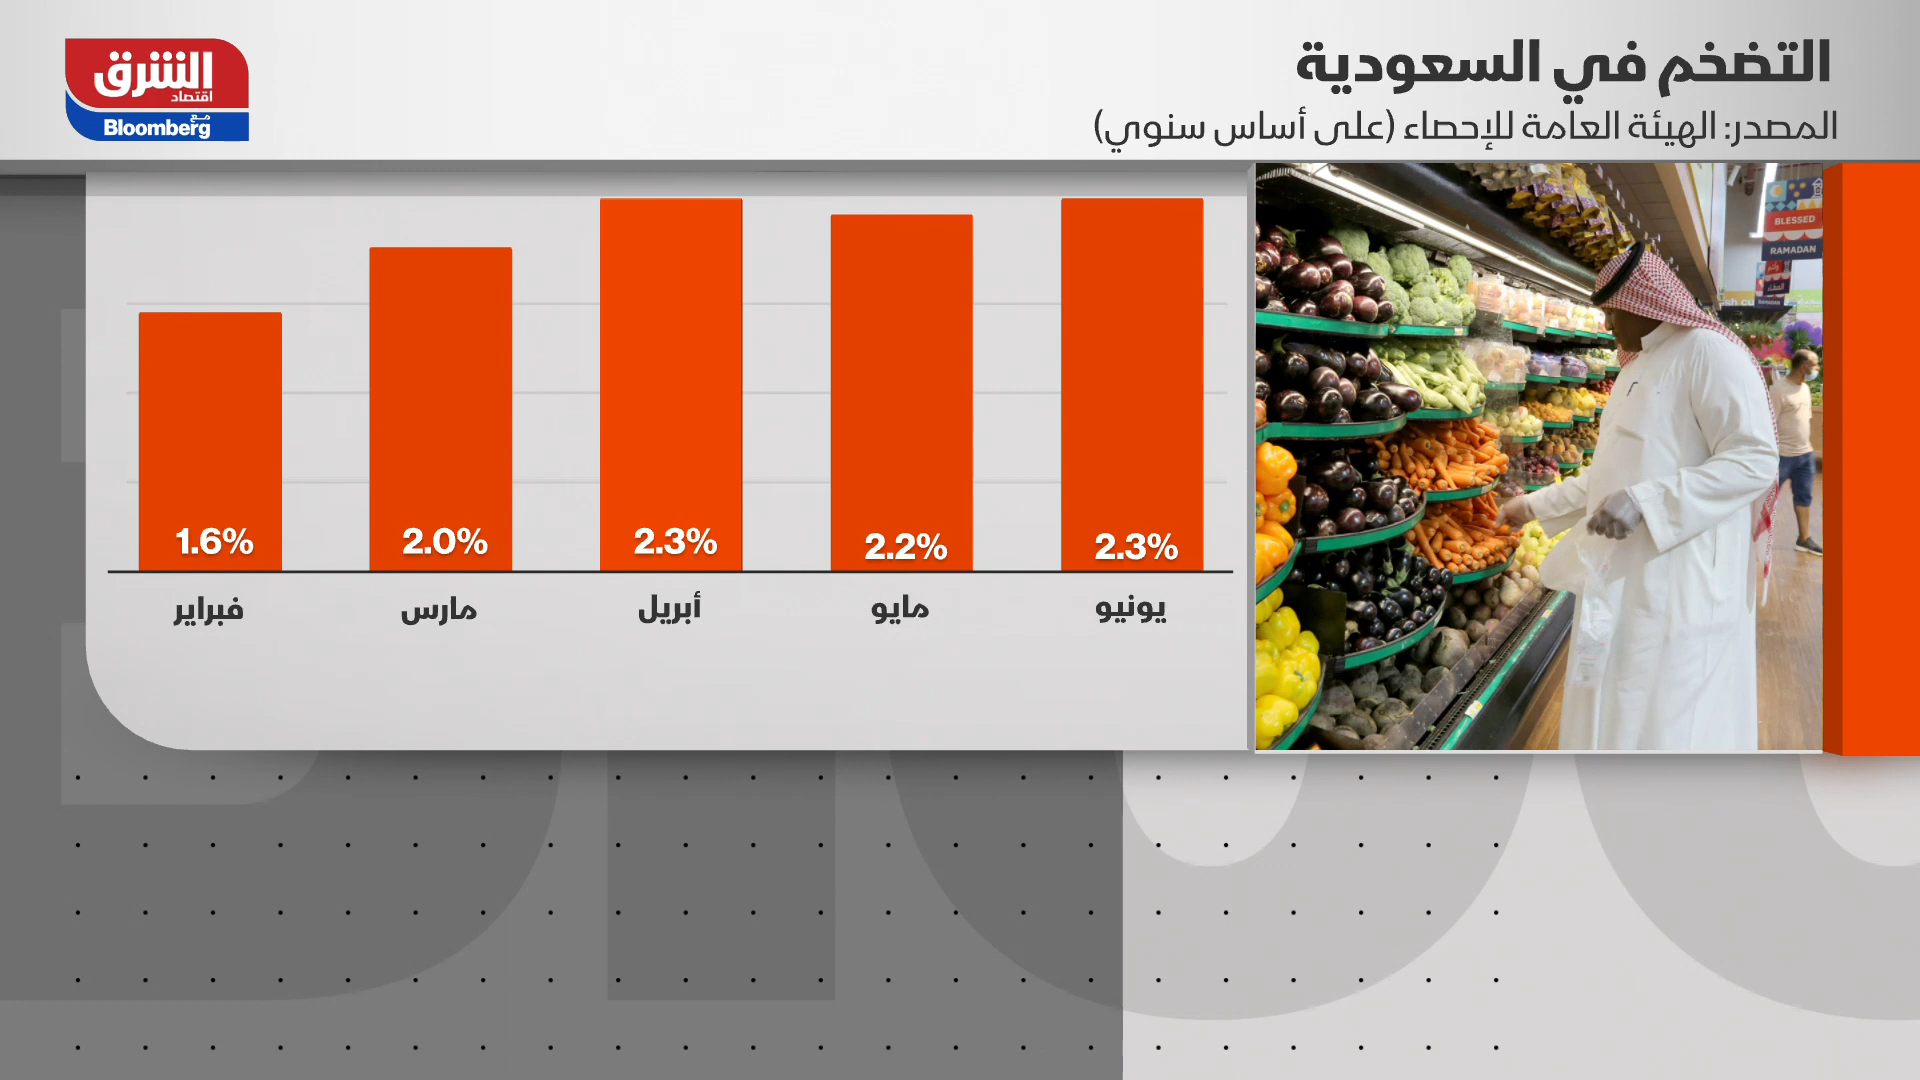 التضخم في السعودية
المصدر: الهيئة العامة للإحصاء (على أساس سنوي)
الشرق
اقتصاد
مع
Bloomberg
1.6% 2.0% 2.3% 2.2% 2.3%
فبراير مارس أبريل مايو يونيو
BLESSED
RAMADAN